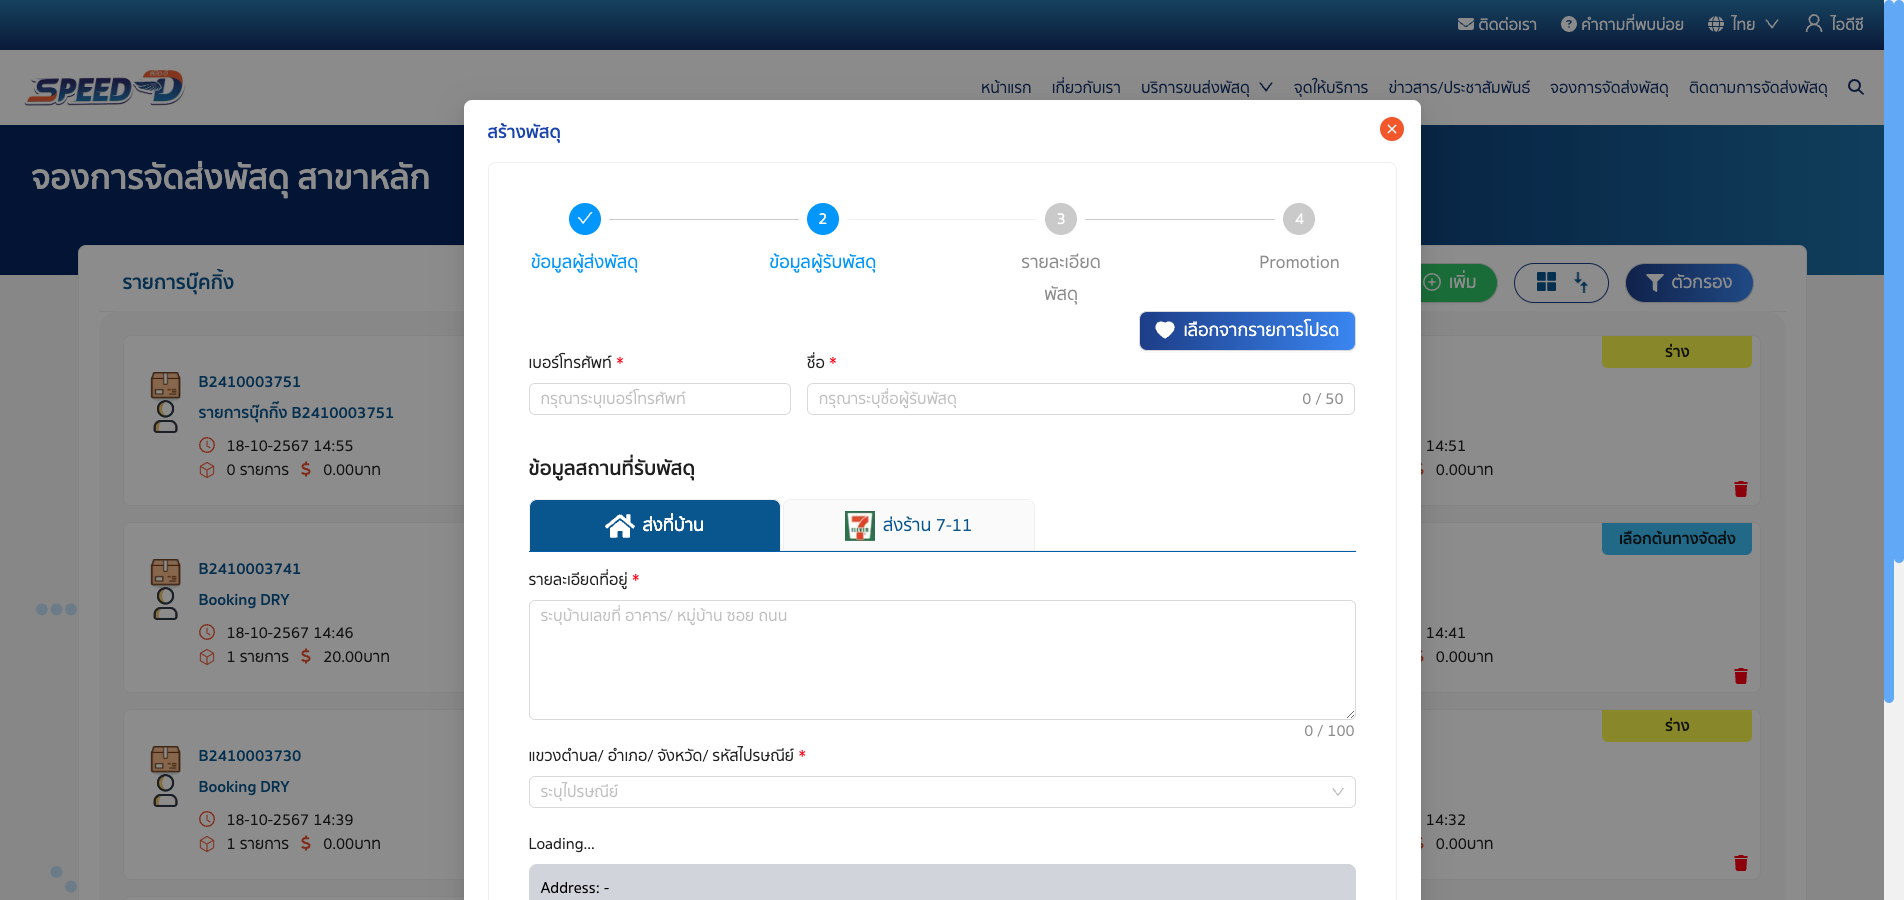 ติดต่อเรา คำถามที่พบบ่อย ไทย ไอดีซี
SPEED D
หน้าแรก เกี่ยวกับเรา บริการขนส่งพัสดุ จุดให้บริการ ข่าวสาร/ประชาสัมพันธ์ จองการจัดส่งพัสดุ ติดตามการจัดส่งพัสดุ
จองการจัดส่งพัสดุ สาขาหลัก
รายการบุ๊คกิ้ง
เพิ่ม
ตัวกรอง
B2410003751
รายการบุ๊กกิ๊ง B2410003751
18-10-2567 14:55
0 รายการ $ 0.00บาท
B2410003741
Booking DRY
18-10-2567 14:46
1 รายการ $ 20.00บาท
B2410003730
Booking DRY
18-10-2567 14:39
1 รายการ $ 0.00บาท
สร้างพัสดุ
2
3
4
ข้อมูลผู้ส่งพัสดุ
ข้อมูลผู้รับพัสดุ
รายละเอียด
พัสดุ
Promotion
เลือกจากรายการโปรด
เบอร์โทรศัพท์ *
ชื่อ *
กรุณาระบุเบอร์โทรศัพท์
กรุณาระบุชื่อผู้รับพัสดุ 0 / 50
ข้อมูลสถานที่รับพัสดุ
ส่งที่บ้าน
ส่งร้าน 7-11
รายละเอียดที่อยู่ *
ระบุบ้านเลขที่ อาคาร/ หมู่บ้าน ซอย ถนน
0 / 100
แขวงตำบล/ อำเภอ/ จังหวัด/ รหัสไปรษณีย์ *
ระบุไปรษณีย์
Loading...
Address: -
ร่าง
14:51
0.00บาท
เลือกต้นทางจัดส่ง
14:41
0.00บาท
ร่าง
14:32
0.00บาท